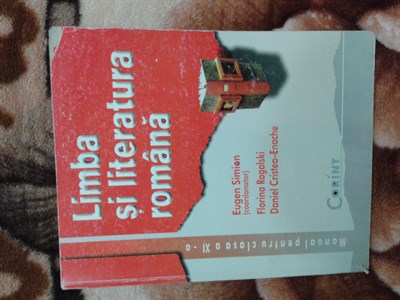 Limba
și literatura
română
Eugen Simion
(coordonator)
Florina Rogalski
Daniel Cristea-Enache
CORINT
Manual pentru clasa a XI-a